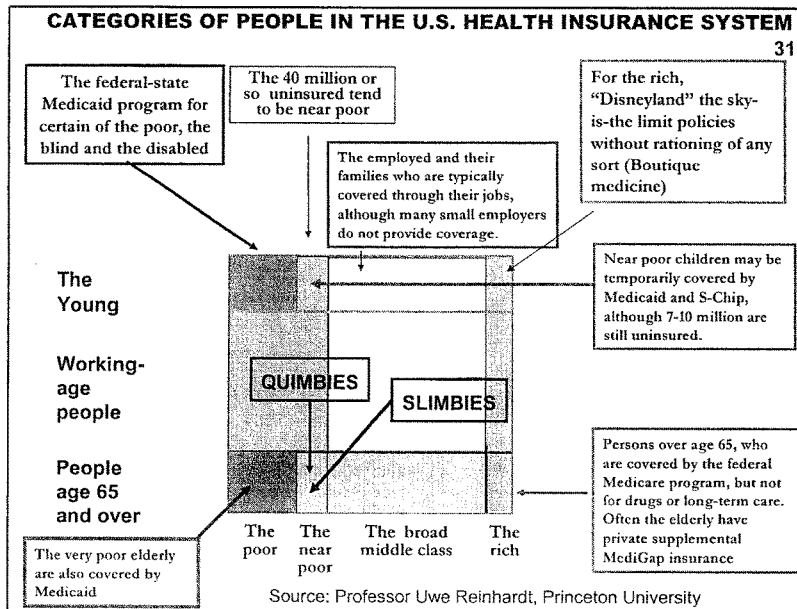 CATEGORIES OF PEOPLE IN THE U.S. HEALTH INSURANCE SYSTEM
31
The federal-state
Medicaid program for
certain of the poor, the
blind and the disabled
The 40 million or
so uninsured tend
to be near poor
For the rich,
“Disneyland” the sky-
is-the limit policies
without rationing of any
sort (Boutique
medicine)
The employed and their
families who are typically
covered through their jobs,
although many small employers
do not provide coverage.
Near poor children may be
temporarily covered by
Medicaid and S-Chip,
although 7-10 million are
still uninsured.
The
Young
Working-
age
people
QUIMBIES
SLIMBIES
People
age 65
and over
Persons over age 65, who
are covered by the federal
Medicare program, but not
for drugs or long-term care.
Often the elderly have
private supplemental
MediGap insurance
The
poor
The
near
poor
The broad
middle class
The
rich
The very poor elderly
are also covered by
Medicaid
Source: Professor Uwe Reinhardt, Princeton University